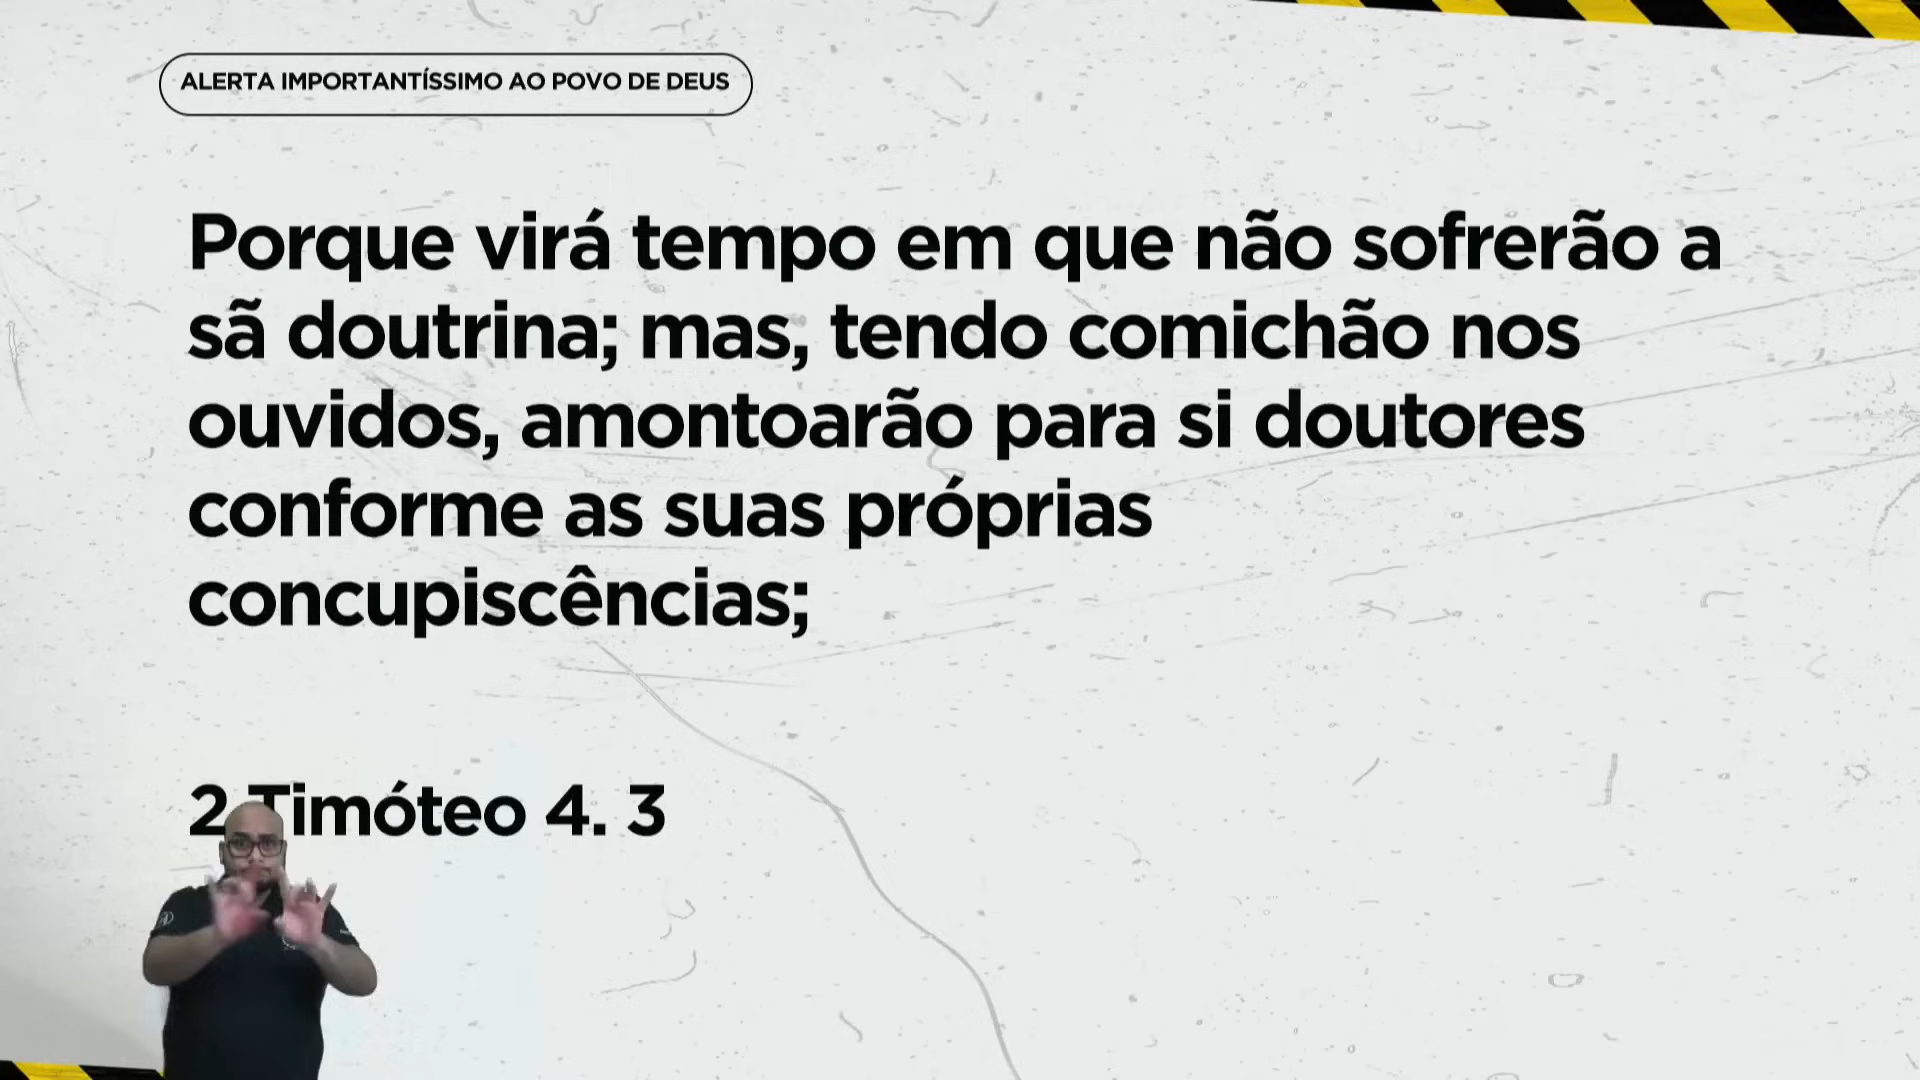 ALERTA IMPORTANTÍSSIMO AO POVO DE DEUS
Porque virá tempo em que não sofrerão a
sã doutrina; mas, tendo comichão nos
ouvidos, amontoarão para si doutores
conforme as suas próprias
concupiscências;
2 Timóteo 4. 3